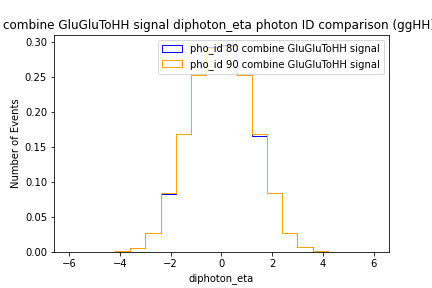 combine GluGluToHH signal diphoton_eta photon ID comparison (ggHH)
pho_id 80 combine GluGluToHH signal
pho_id 90 combine GluGluToHH signal
Number of Events
0.30
0.25
0.20
0.15
0.10
0.05
0.00
−6 −4 −2 0 2 4 6
diphoton_eta